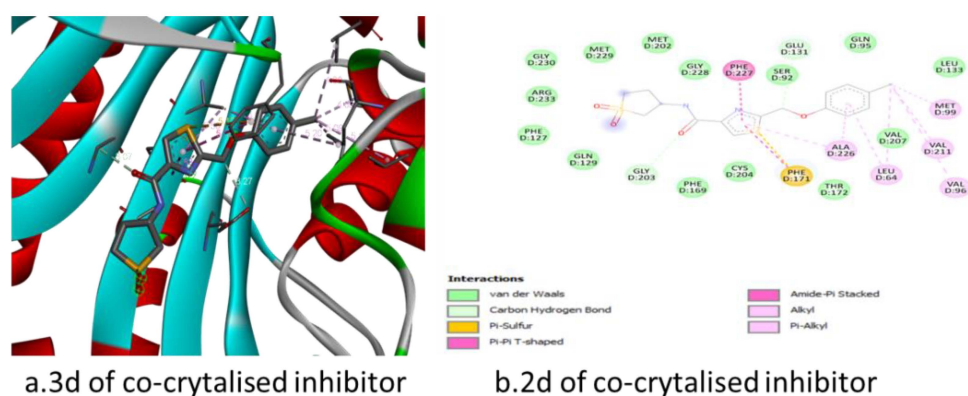 GLY
D:230
MET
D:229
MET
D:202
GLY
D:228
PHE
D:227
GLU
D:131
SER
D:92
GLN
D:95
LEU
D:133
ARG
D:233
MET
D:99
PHE
D:127
VAL
D:207
VAL
D:211
ALA
D:226
GLN
D:129
GLY
D:203
PHE
D:169
CYS
D:204
PHE
D:171
THR
D:172
LEU
D:64
VAL
D:96
Interactions
van der Waals
Carbon Hydrogen Bond
Pi-Sulfur
Pi-Pi T-shaped
Amide-Pi Stacked
Alkyl
Pi-Alkyl
a.3d of co-crytalised inhibitor
b.2d of co-crytalised inhibitor